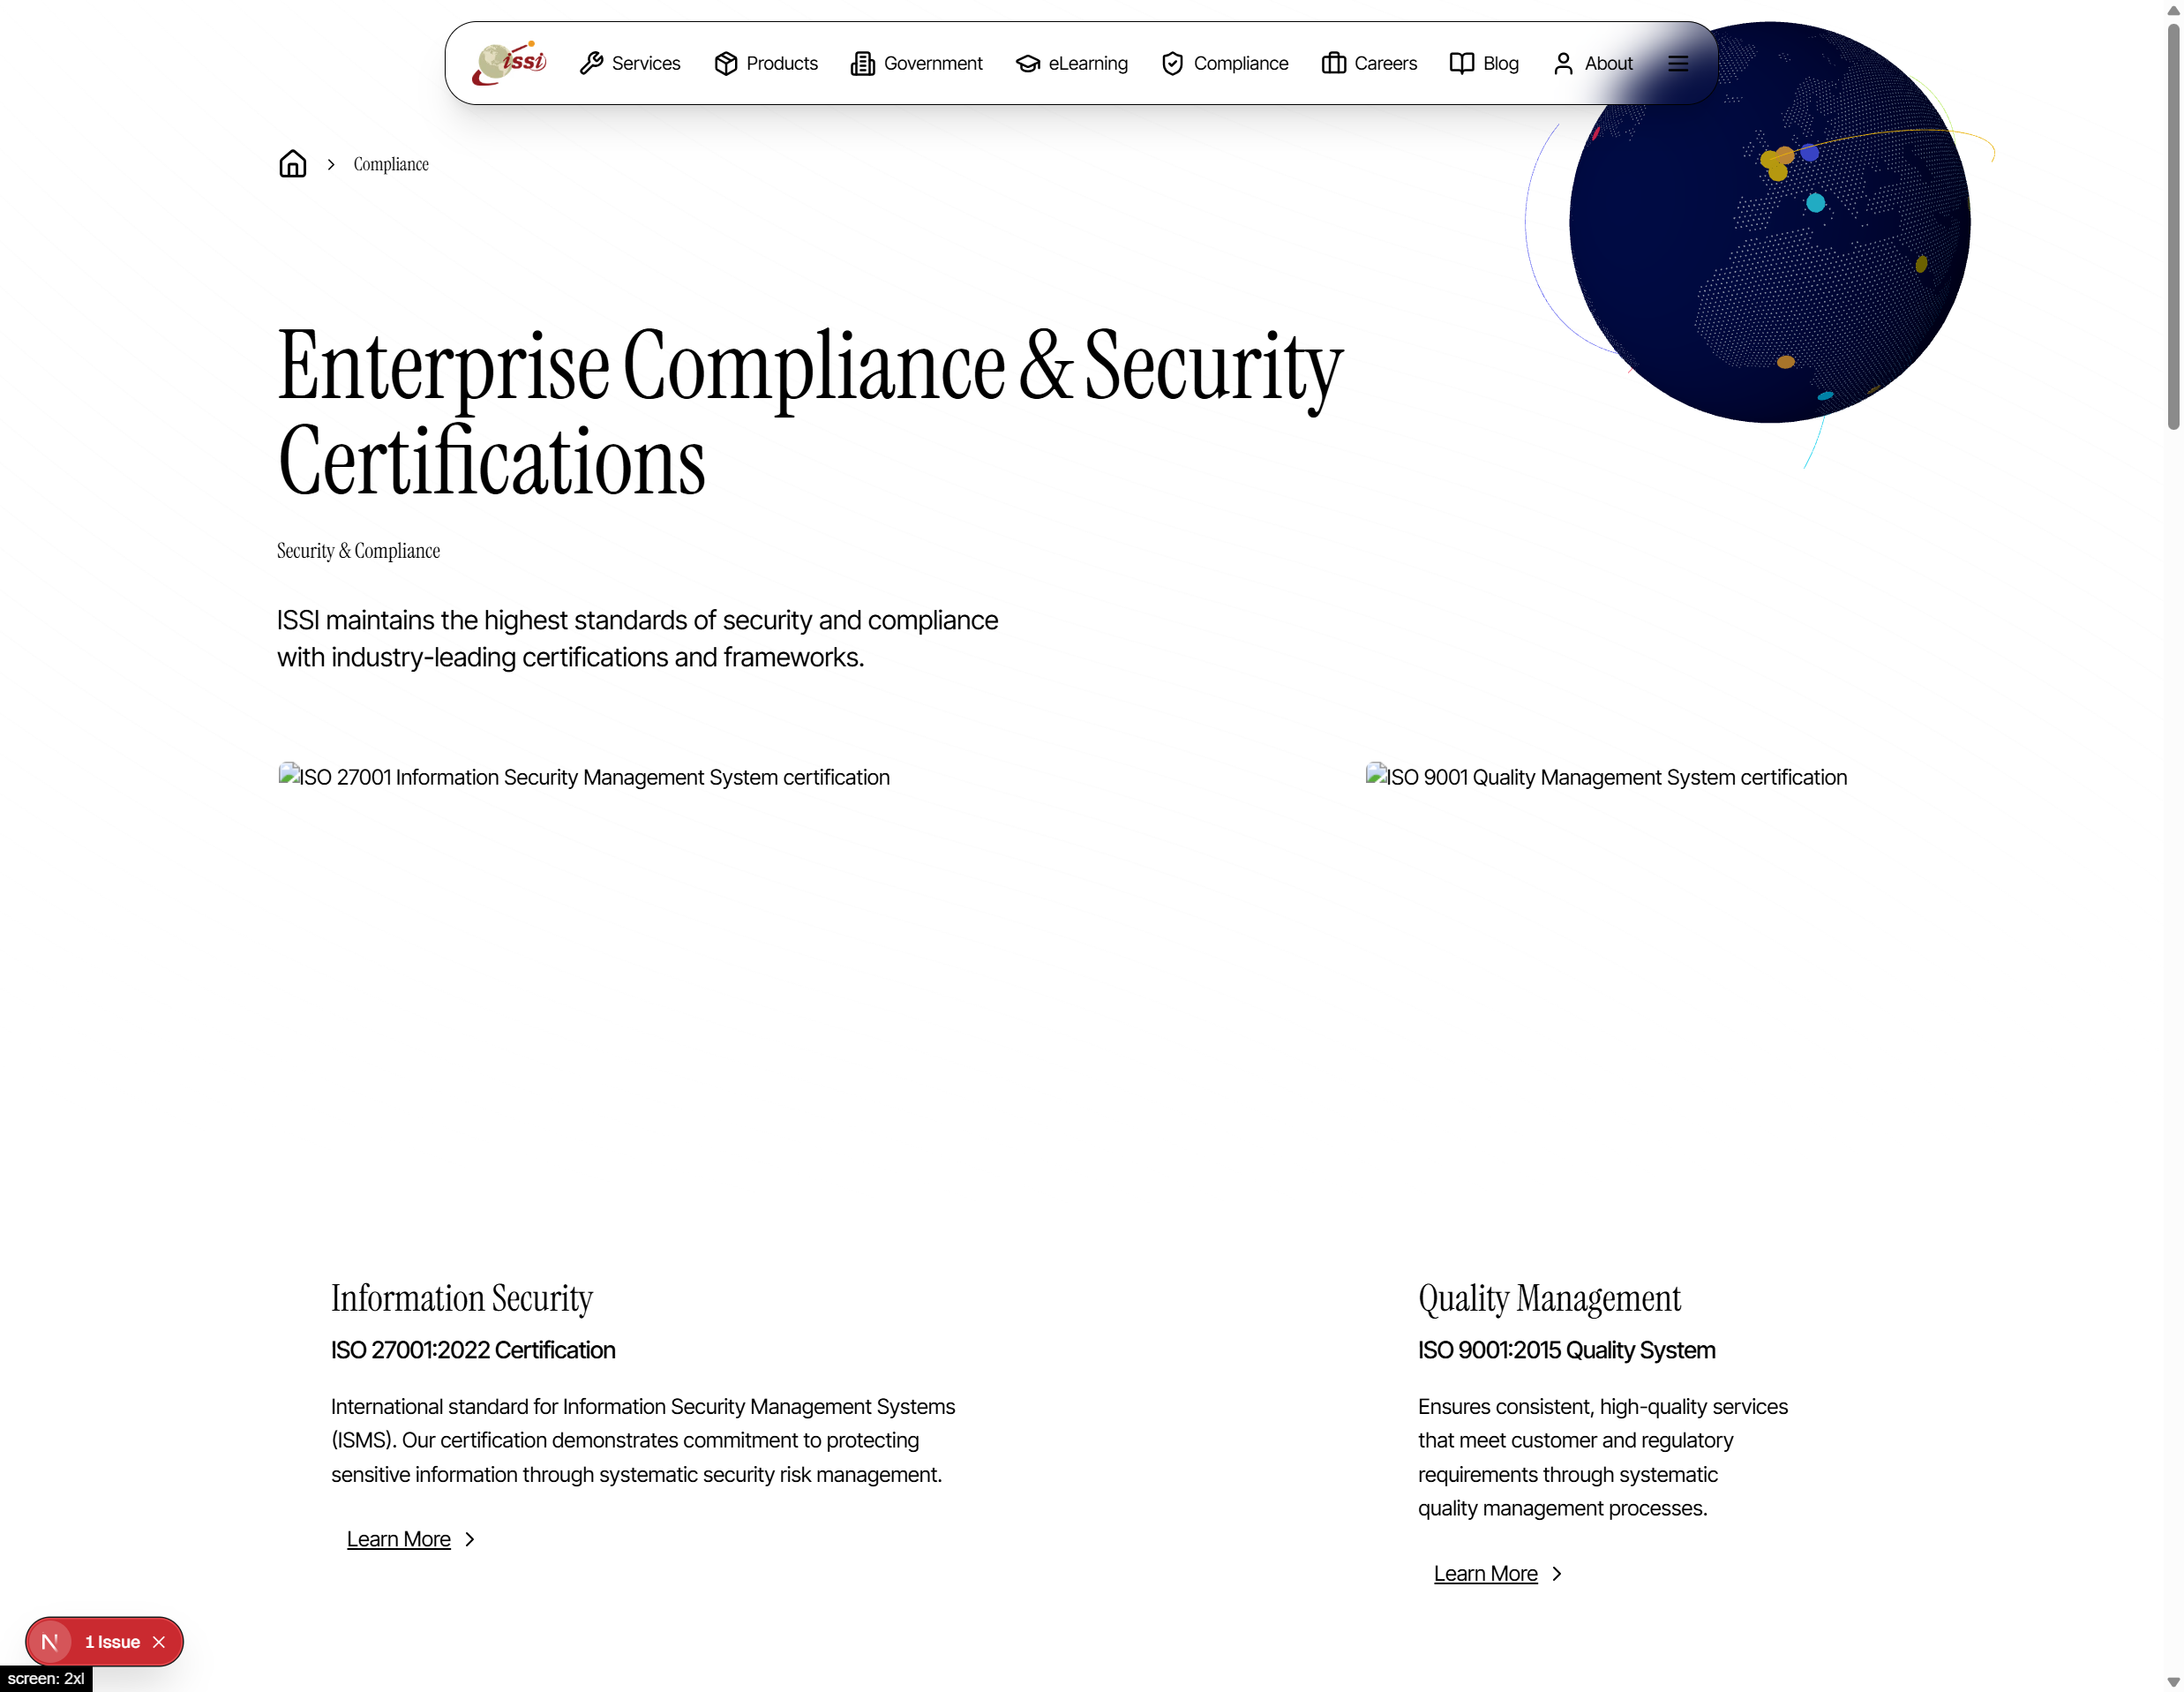 issi
Services
Products
Government
eLearning
Compliance
Careers
Blog
About
Compliance
Enterprise Compliance & Security
Certifications
Security & Compliance
ISSI maintains the highest standards of security and compliance
with industry-leading certifications and frameworks.
ISO 27001 Information Security Management System certification
ISO 9001 Quality Management System certification
Information Security
ISO 27001:2022 Certification
International standard for Information Security Management Systems
(ISMS). Our certification demonstrates commitment to protecting
sensitive information through systematic security risk management.
Learn More
Quality Management
ISO 9001:2015 Quality System
Ensures consistent, high-quality services
that meet customer and regulatory
requirements through systematic
quality management processes.
Learn More
N
1 Issue
screen: 2xl